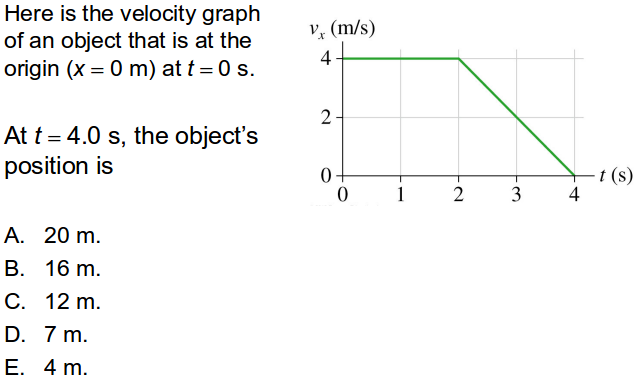 Here is the velocity graph
of an object that is at the
origin (x = 0 m) at t = 0 s.
At t = 4.0 s, the object's
position is
A. 20 m.
B. 16 m.
C. 12 m.
D. 7 m.
E. 4 m.
vₓ (m/s)
4
2
0
t (s)
0 1 2 3 4